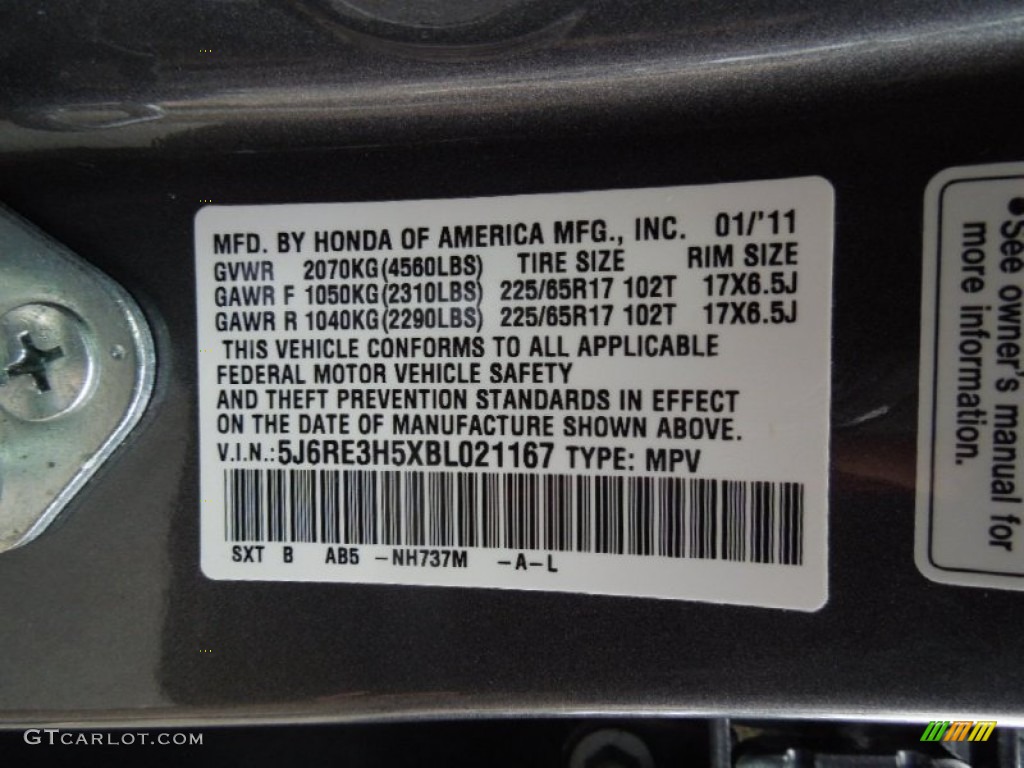 MFD. BY HONDA OF AMERICA MFG., INC. 01/'11
GVWR 2070KG(4560LBS) TIRE SIZE RIM SIZE
GAWR F 1050KG(2310LBS) 225/65R17 102T 17X6.5J
GAWR R 1040KG(2290LBS) 225/65R17 102T 17X6.5J
THIS VEHICLE CONFORMS TO ALL APPLICABLE
FEDERAL MOTOR VEHICLE SAFETY
AND THEFT PREVENTION STANDARDS IN EFFECT
ON THE DATE OF MANUFACTURE SHOWN ABOVE.
V.I.N.:5J6RE3H5XBL021167 TYPE: MPV
SXT B AB5 -NH737M -A-L
●See owner's manual for
more information.
GTCARLOT.COM